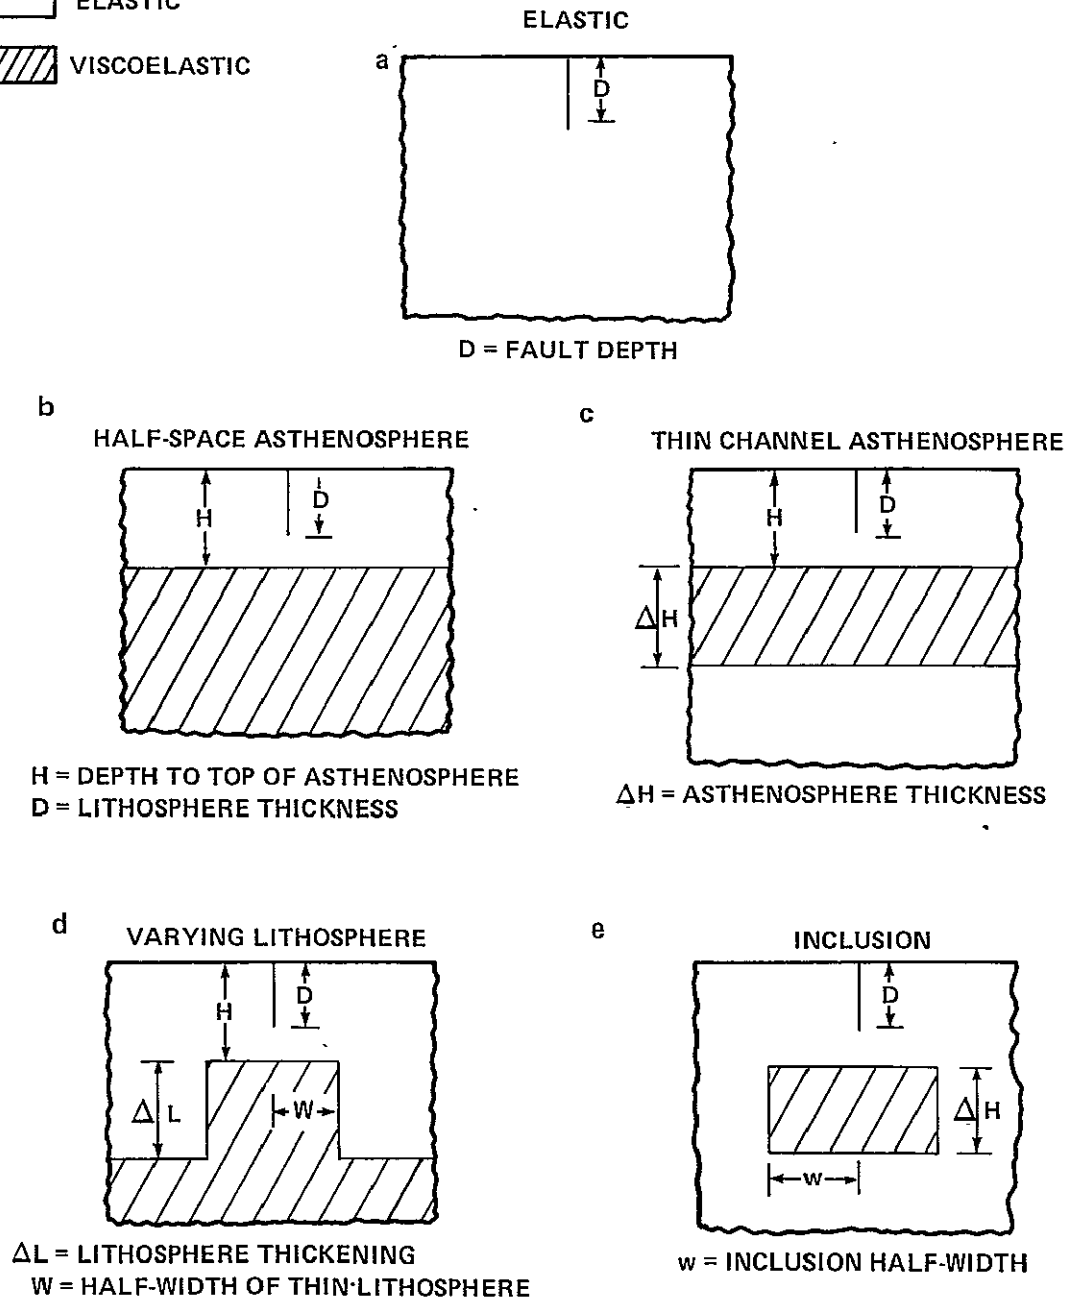 ELASTIC
VISCOELASTIC
ELASTIC
a
D
D = FAULT DEPTH
b
HALF-SPACE ASTHENOSPHERE
H
D
H = DEPTH TO TOP OF ASTHENOSPHERE
D = LITHOSPHERE THICKNESS
c
THIN CHANNEL ASTHENOSPHERE
H
D
ΔH
ΔH = ASTHENOSPHERE THICKNESS
d
VARYING LITHOSPHERE
H
D
Δ L
W
ΔL = LITHOSPHERE THICKENING
W = HALF-WIDTH OF THIN·LITHOSPHERE
e
INCLUSION
D
ΔH
w
w = INCLUSION HALF-WIDTH